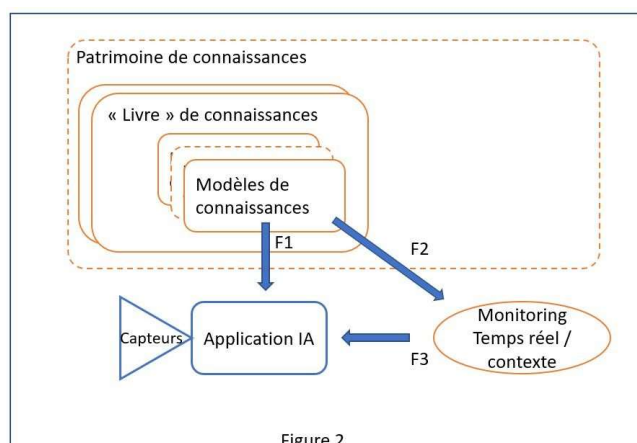 Patrimoine de connaissances
« Livre » de connaissances
Modèles de
connaissances
F1
F2
Capteurs
Application IA
F3
Monitoring
Temps réel /
contexte
Figure 2